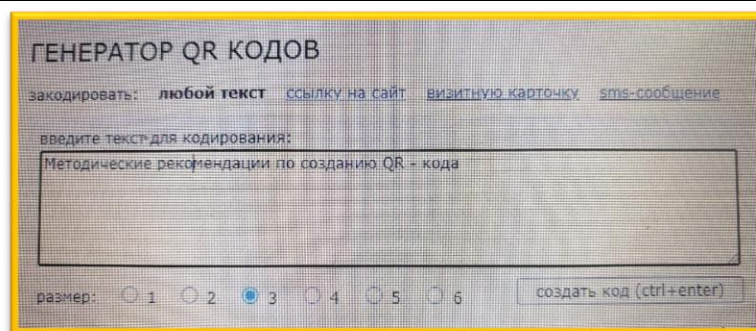 ГЕНЕРАТОР QR КОДОВ
закодировать: любой текст ссылку на сайт визитную карточку sms-сообщение
введите текст для кодирования:
Методические рекомендации по созданию QR - кода
размер: 1 2 3 4 5 6 создать код (ctrl+enter)